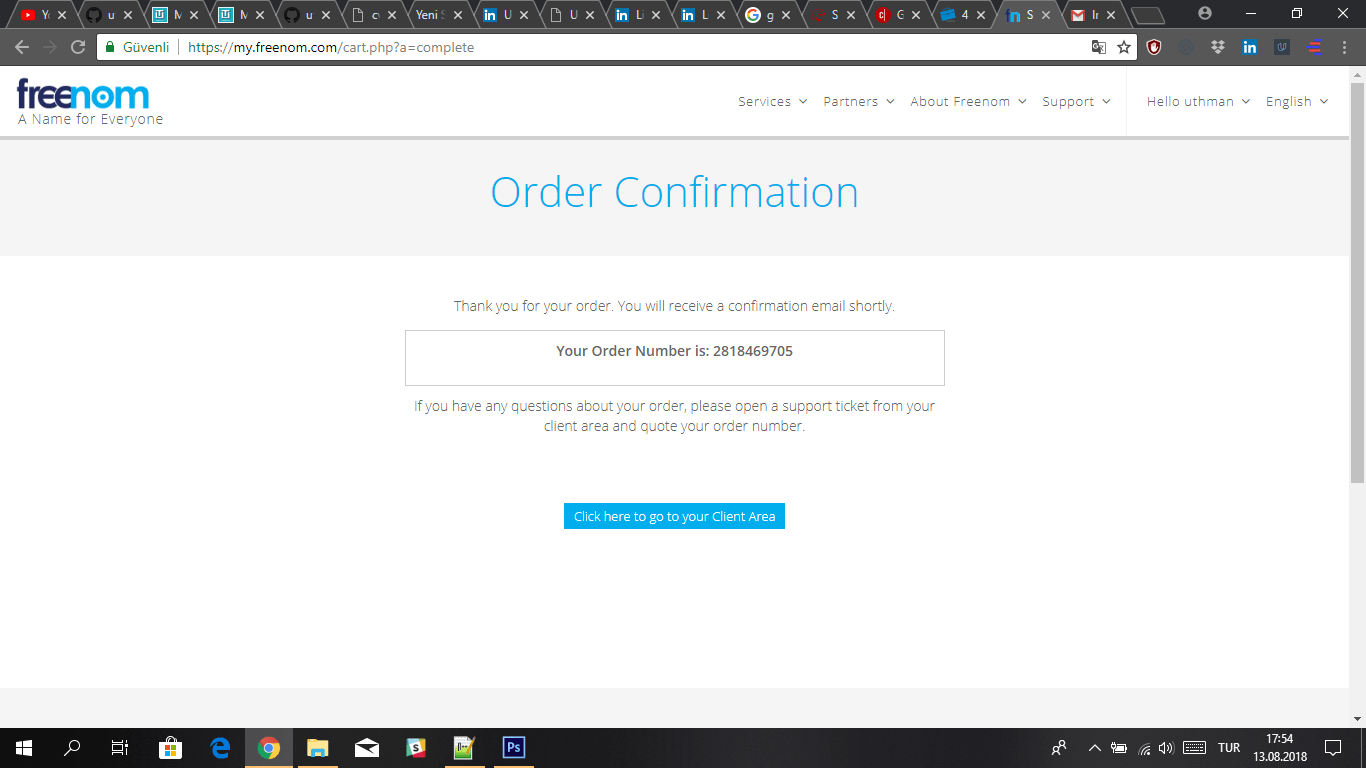 Y
u
M
M
u
c
Yeni S
U
U
Li
L
g
S
G
4
S
Ir
Güvenli
https://my.freenom.com/cart.php?a=complete
freenom
A Name for Everyone
Services
Partners
About Freenom
Support
Hello uthman
English
Order Confirmation
Thank you for your order. You will receive a confirmation email shortly.
Your Order Number is: 2818469705
If you have any questions about your order, please open a support ticket from your
client area and quote your order number.
Click here to go to your Client Area
Ps
TUR
17:54
13.08.2018